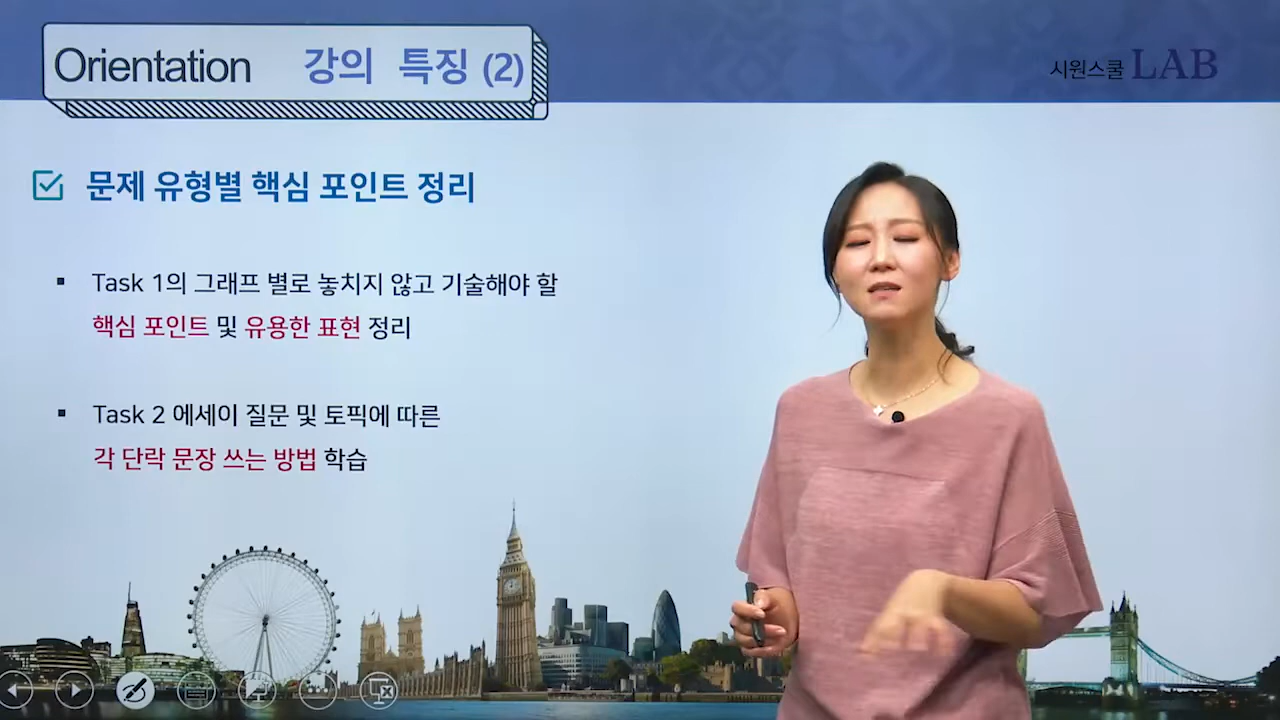 Orientation 강의 특징 (2)
시원스쿨 LAB
문제 유형별 핵심 포인트 정리
Task 1의 그래프 별로 놓치지 않고 기술해야 할
핵심 포인트 및 유용한 표현 정리
Task 2 에세이 질문 및 토픽에 따른
각 단락 문장 쓰는 방법 학습